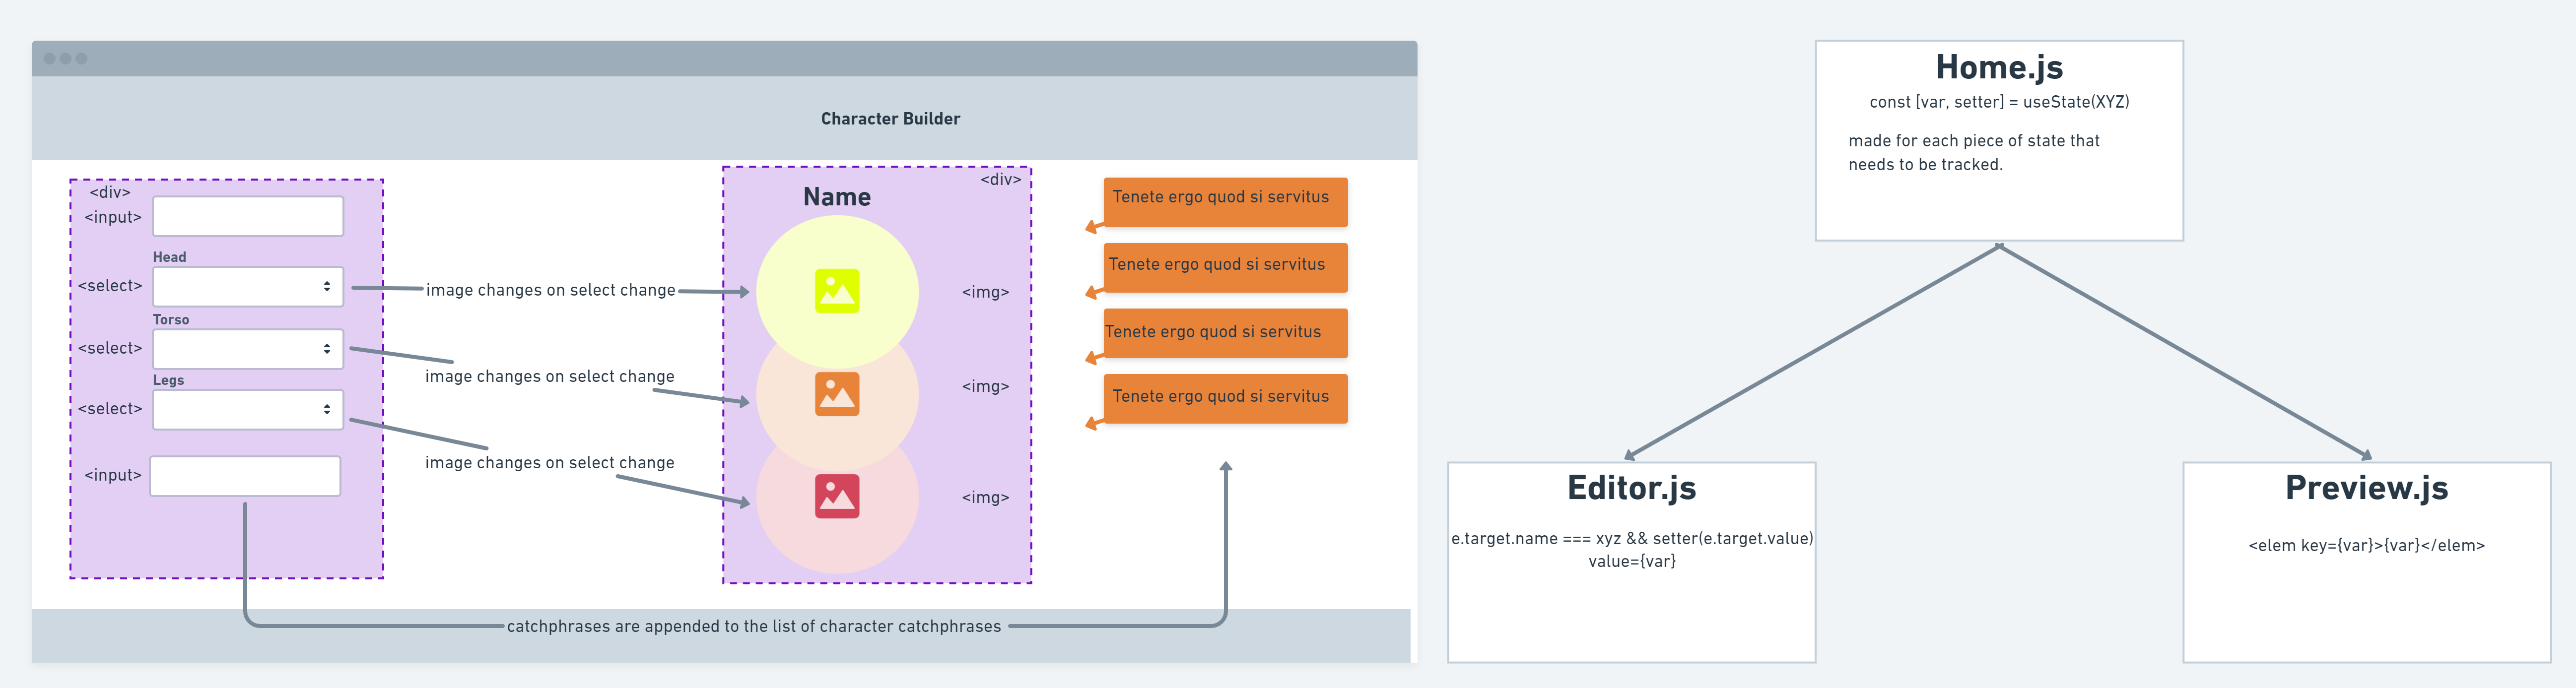 Character Builder
<div>
<input>
Head
<select>
Torso
<select>
Legs
<select>
<input>
image changes on select change
image changes on select change
image changes on select change
<div>
Name
<img>
<img>
<img>
Tenete ergo quod si servitus
Tenete ergo quod si servitus
Tenete ergo quod si servitus
Tenete ergo quod si servitus
catchphrases are appended to the list of character catchphrases
Home.js
const [var, setter] = useState(XYZ)
made for each piece of state that
needs to be tracked.
Editor.js
e.target.name === xyz && setter(e.target.value)
value={var}
Preview.js
<elem key={var}>{var}</elem>